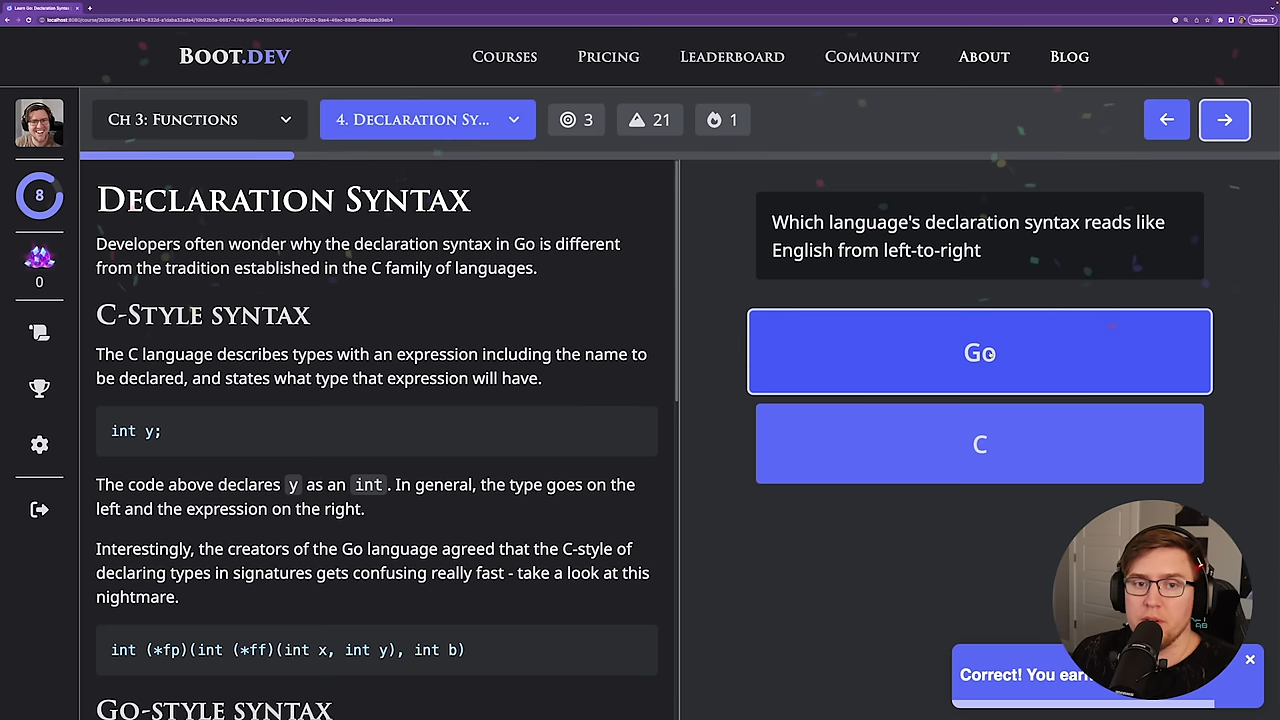 Learn Go: Declaration Syntax
Update
BOOT.DEV
COURSES
PRICING
LEADERBOARD
COMMUNITY
ABOUT
BLOG
CH 3: FUNCTIONS
4. DECLARATION SY...
3
21
1
8
0
DECLARATION SYNTAX
Developers often wonder why the declaration syntax in Go is different
from the tradition established in the C family of languages.
C-STYLE SYNTAX
The C language describes types with an expression including the name to
be declared, and states what type that expression will have.
int y;
The code above declares y as an int. In general, the type goes on the
left and the expression on the right.
Interestingly, the creators of the Go language agreed that the C-style of
declaring types in signatures gets confusing really fast - take a look at this
nightmare.
int (*fp)(int (*ff)(int x, int y), int b)
GO-STYLE SYNTAX
Which language's declaration syntax reads like
English from left-to-right
Go
C
Correct! You ear